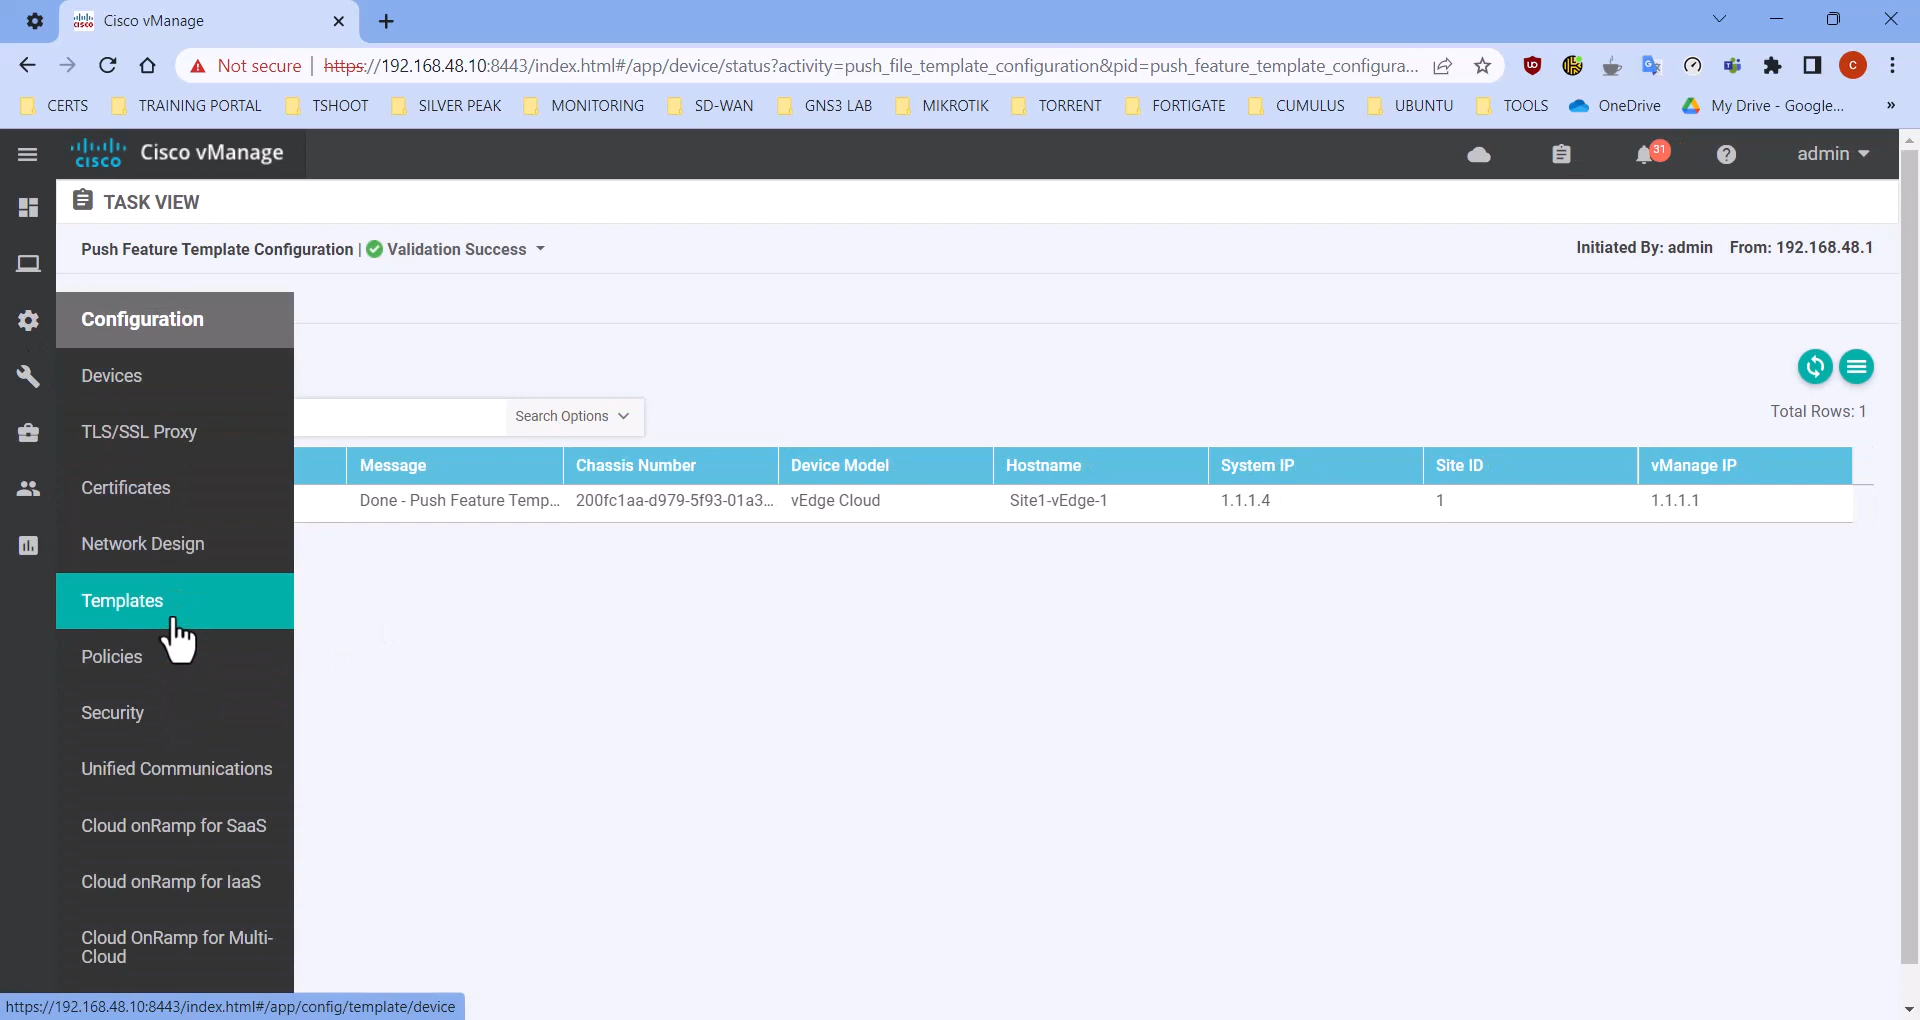 Cisco vManage
Not secure | https://192.168.48.10:8443/index.html#/app/device/status?activity=push_file_template_configuration&pid=push_feature_template_configura...
CERTS TRAINING PORTAL TSHOOT SILVER PEAK MONITORING SD-WAN GNS3 LAB MIKROTIK TORRENT FORTIGATE CUMULUS UBUNTU TOOLS OneDrive My Drive - Google... »
cisco Cisco vManage 31 admin
TASK VIEW
Push Feature Template Configuration | Validation Success Initiated By: admin From: 192.168.48.1
Configuration
Devices
TLS/SSL Proxy
Certificates
Network Design
Templates
Policies
Security
Unified Communications
Cloud onRamp for SaaS
Cloud onRamp for IaaS
Cloud OnRamp for Multi-
Cloud
Search Options
Total Rows: 1
Message Chassis Number Device Model Hostname System IP Site ID vManage IP
Done - Push Feature Temp... 200fc1aa-d979-5f93-01a3... vEdge Cloud Site1-vEdge-1 1.1.1.4 1 1.1.1.1
https://192.168.48.10:8443/index.html#/app/config/template/device